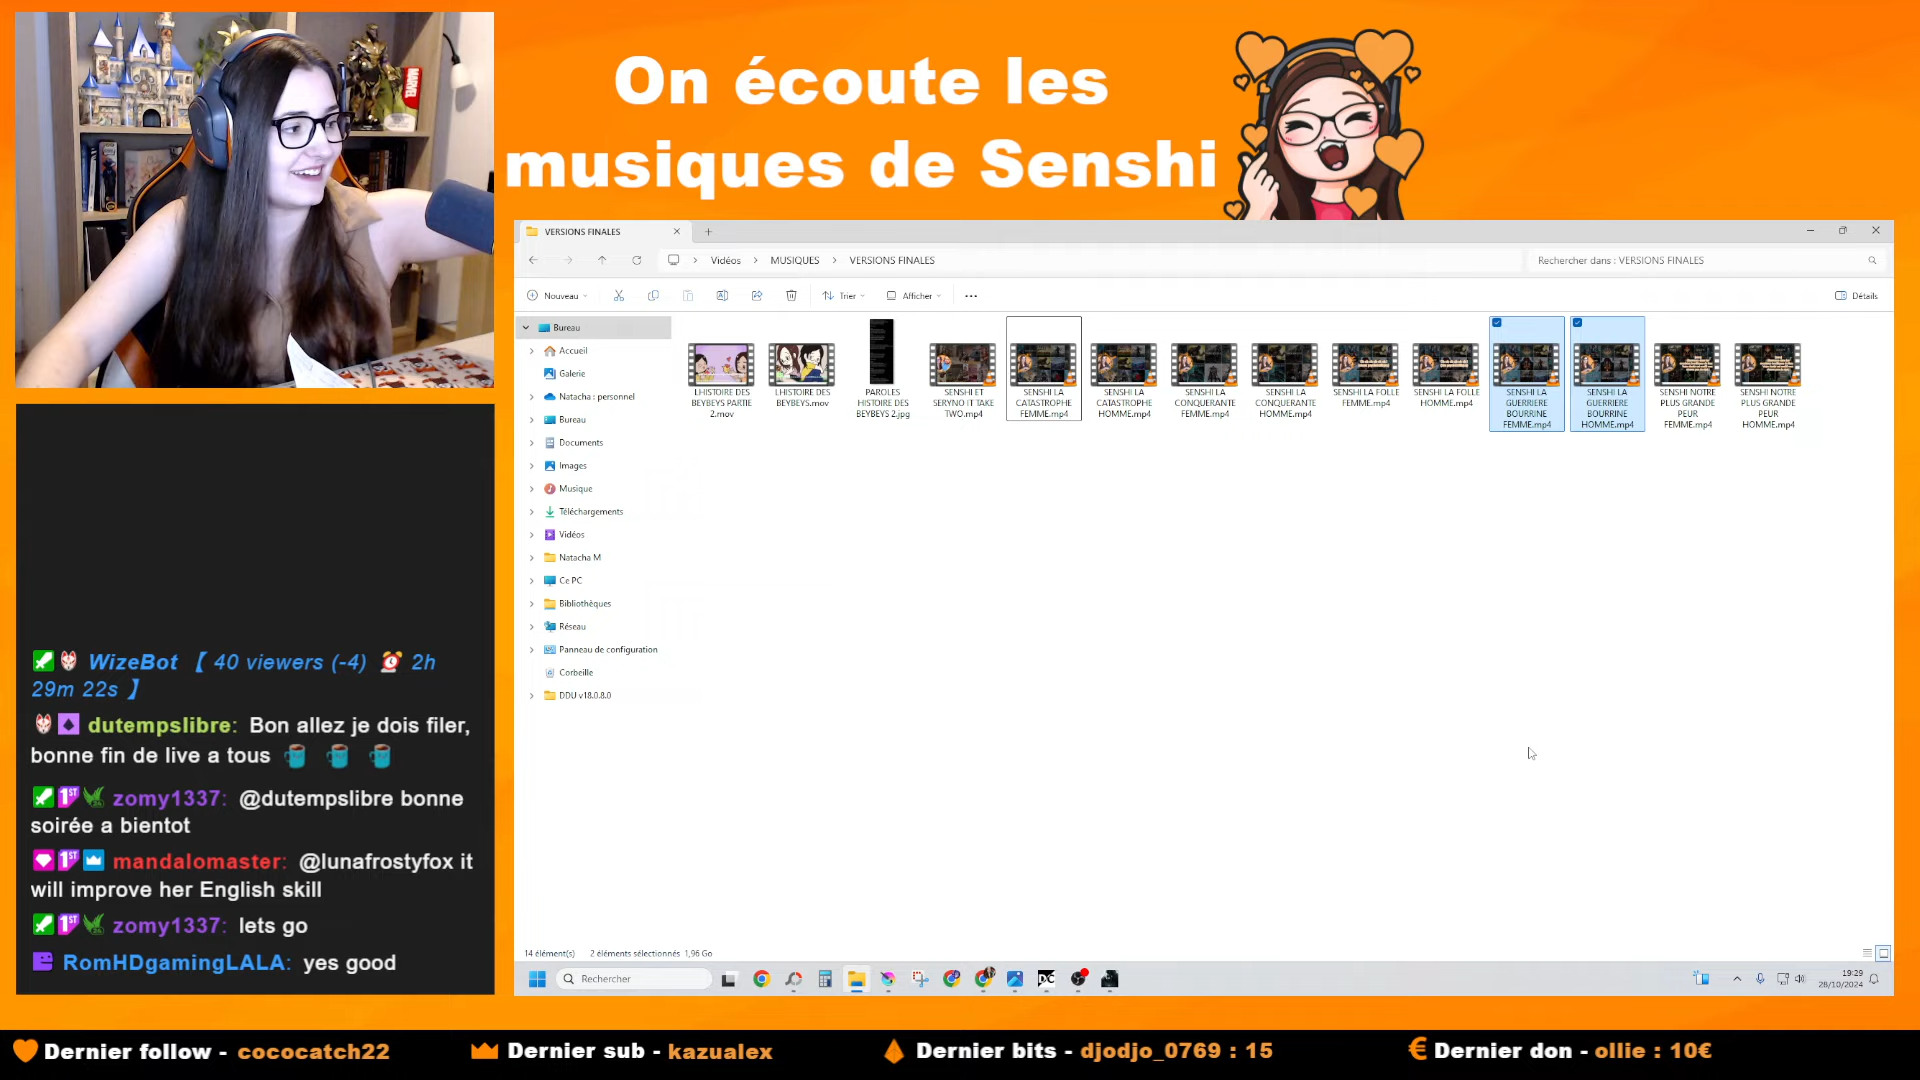 On écoute les
musiques de Senshi
MARVEL
VERSIONS FINALES
Vidéos > MUSIQUES > VERSIONS FINALES
Rechercher dans : VERSIONS FINALES
Nouveau
Trier
Afficher
Détails
Bureau
Accueil
Galerie
Natacha : personnel
Bureau
Documents
Images
Musique
Téléchargements
Vidéos
Natacha M
Ce PC
Bibliothèques
Réseau
Panneau de configuration
Corbeille
DDU v18.0.8.0
LHISTOIRE DES
BEYBEYS PARTIE
2.mov
LHISTOIRE DES
BEYBEYS.mov
PAROLES
HISTOIRE DES
BEYBEYS 2.jpg
SENSHI ET
SERYNO IT TAKE
TWO.mp4
SENSHI LA
CATASTROPHE
FEMME.mp4
SENSHI LA
CATASTROPHE
HOMME.mp4
SENSHI LA
CONQUERANTE
FEMME.mp4
SENSHI LA
CONQUERANTE
HOMME.mp4
SENSHI LA FOLLE
FEMME.mp4
SENSHI LA FOLLE
HOMME.mp4
SENSHI LA
GUERRIERE
BOURRINE
FEMME.mp4
SENSHI LA
GUERRIERE
BOURRINE
HOMME.mp4
SENSHI NOTRE
PLUS GRANDE
PEUR
FEMME.mp4
SENSHI NOTRE
PLUS GRANDE
PEUR
HOMME.mp4
14 élément(s) 2 éléments sélectionnés 1,96 Go
Rechercher
DC
19:29
28/10/2024
WizeBot 【 40 viewers (-4) ⏰ 2h
29m 22s 】
dutempslibre: Bon allez je dois filer,
bonne fin de live a tous
1ST zomy1337: @dutempslibre bonne
soirée a bientot
1ST mandalomaster: @lunafrostyfox it
will improve her English skill
1ST zomy1337: lets go
RomHDgamingLALA: yes good
Dernier follow - cococatch22
Dernier sub - kazualex
Dernier bits - djodjo_0769 : 15
€ Dernier don - ollie : 10€